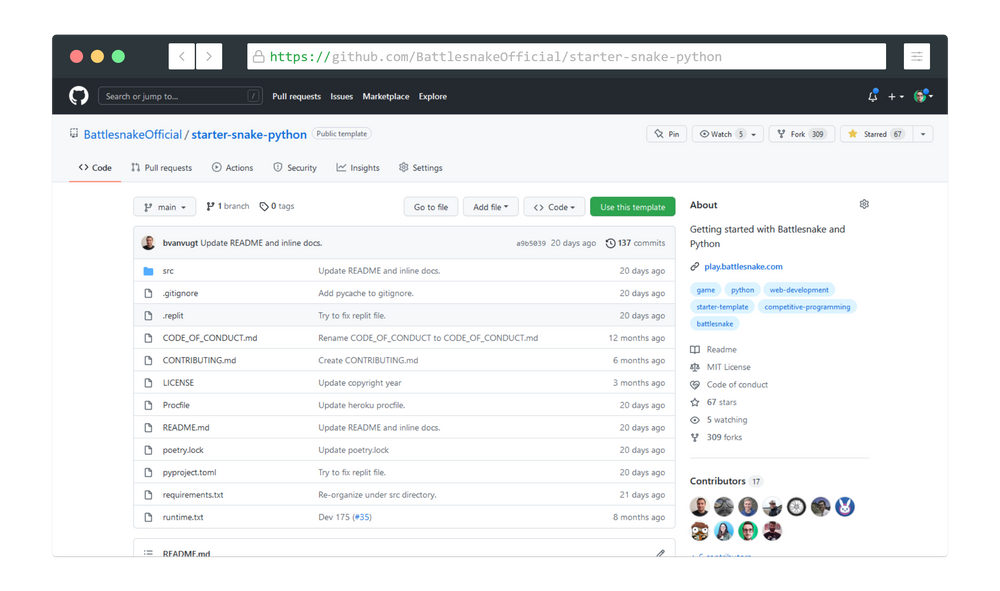 https://github.com/BattlesnakeOfficial/starter-snake-python
Search or jump to... / Pull requests Issues Marketplace Explore
BattlesnakeOfficial / starter-snake-python Public template Pin Watch 5 Fork 309 Starred 67
Code Pull requests Actions Security Insights Settings
main 1 branch 0 tags Go to file Add file Code Use this template
bvanvugt Update README and inline docs. a9b5039 20 days ago 137 commits
src Update README and inline docs. 20 days ago
.gitignore Add pycache to gitignore. 20 days ago
.replit Try to fix replit file. 20 days ago
CODE_OF_CONDUCT.md Rename CODE_OF_CONDUCT to CODE_OF_CONDUCT.md 12 months ago
CONTRIBUTING.md Create CONTRIBUTING.md 6 months ago
LICENSE Update copyright year 3 months ago
Procfile Update heroku procfile. 20 days ago
README.md Update README and inline docs. 20 days ago
poetry.lock Update poetry.lock 20 days ago
pyproject.toml Try to fix replit file. 20 days ago
requirements.txt Re-organize under src directory. 21 days ago
runtime.txt Dev 175 (#35) 8 months ago
README.md
About
Getting started with Battlesnake and
Python
play.battlesnake.com
game python web-development
starter-template competitive-programming
battlesnake
Readme
MIT License
Code of conduct
67 stars
5 watching
309 forks
Contributors 17